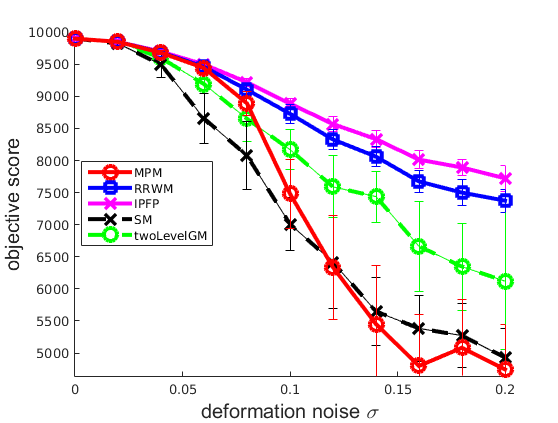 10000
9500
9000
8500
8000
7500
7000
6500
6000
5500
5000
objective score
MPM
RRWM
IPFP
SM
twoLevelGM
0
0.05
0.1
0.15
0.2
deformation noise σ